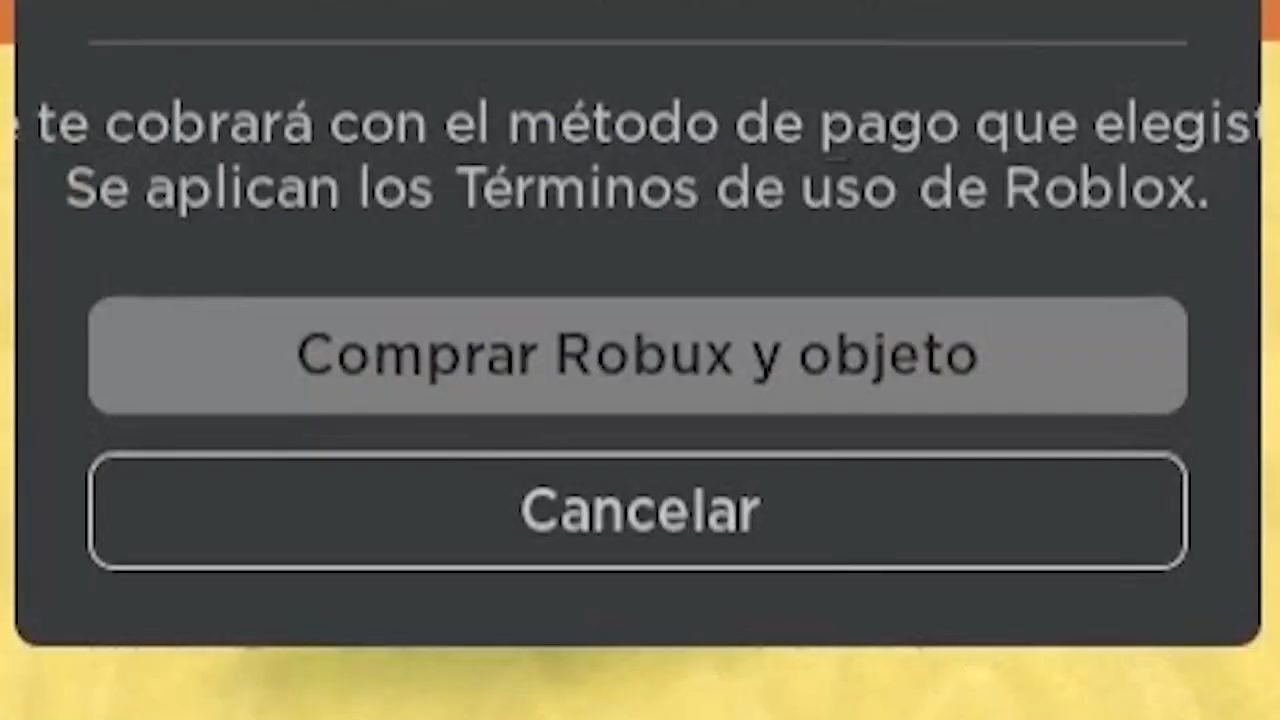 te cobrará con el método de pago que elegist
Se aplican los Términos de uso de Roblox.
Comprar Robux y objeto
Cancelar